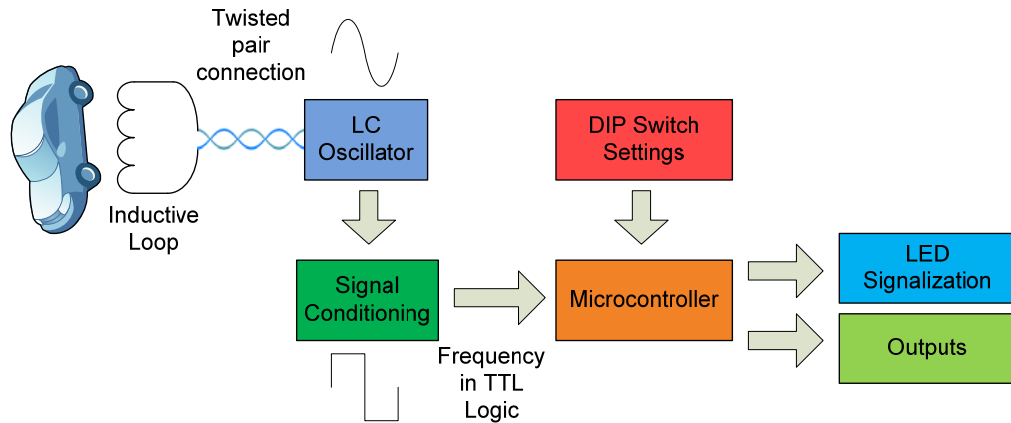 Twisted
pair
connection
LC
Oscillator
DIP Switch
Settings
Inductive
Loop
Signal
Conditioning
Microcontroller
LED
Signalization
Outputs
Frequency
in TTL
Logic